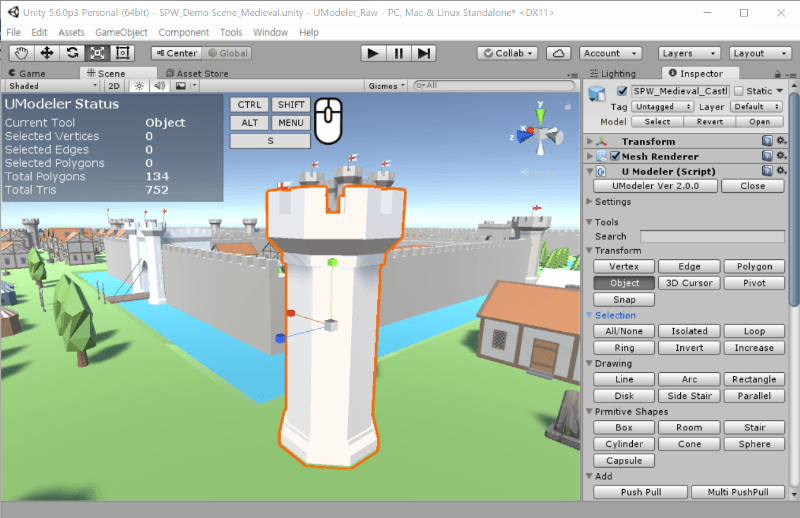 Unity 5.6.0p3 Personal (64bit) - SPW_Demo Scene_Medieval.unity - UModeler_Raw - PC, Mac & Linux Standalone* <DX11>
File Edit Assets GameObject Component Tools Window Help
Center Global Collab Account Layers Layout
Game Scene Asset Store Lighting Inspector
Shaded 2D Gizmos All
SPW_Medieval_Castl Static
Tag Untagged Layer Default
Model Select Revert Open
UModeler Status
Current Tool Object
Selected Vertices 0
Selected Edges 0
Selected Polygons 0
Total Polygons 134
Total Tris 752
CTRL SHIFT
ALT MENU
S
y
x
z
Transform
Mesh Renderer
U Modeler (Script)
UModeler Ver 2.0.0 Close
Settings
Tools
Search
Transform
Vertex Edge Polygon
Object 3D Cursor Pivot
Snap
Selection
All/None Isolated Loop
Ring Invert Increase
Drawing
Line Arc Rectangle
Disk Side Stair Parallel
Prmitive Shapes
Box Room Stair
Cylinder Cone Sphere
Capsule
Add
Push Pull Multi PushPull